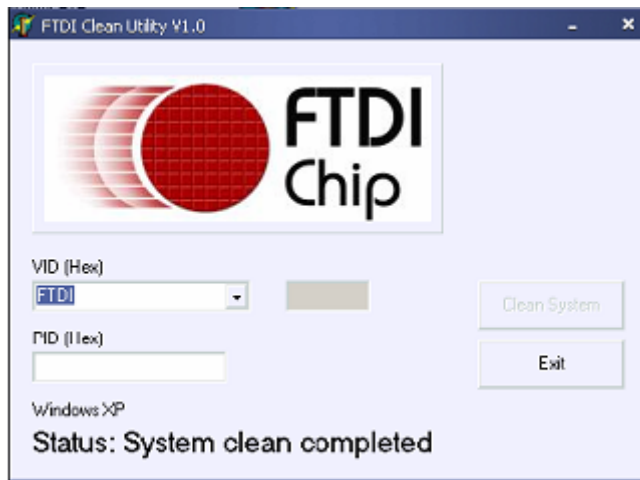 FTDI Clean Utility V1.0
FTDI
Chip
VID (Hex)
FTDI
Clean System
PID (Hex)
Exit
Windows XP
Status: System clean completed